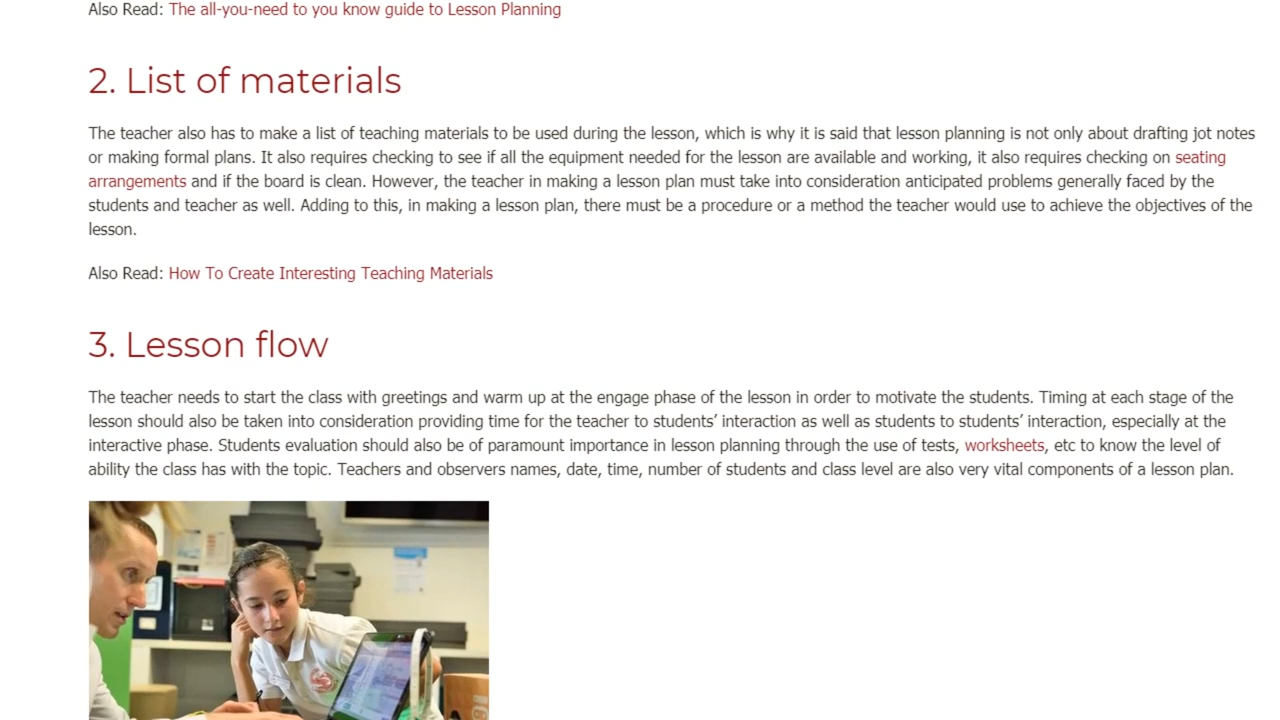 Also Read: The all-you-need to you know guide to Lesson Planning
2. List of materials
The teacher also has to make a list of teaching materials to be used during the lesson, which is why it is said that lesson planning is not only about drafting jot notes
or making formal plans. It also requires checking to see if all the equipment needed for the lesson are available and working, it also requires checking on seating
arrangements and if the board is clean. However, the teacher in making a lesson plan must take into consideration anticipated problems generally faced by the
students and teacher as well. Adding to this, in making a lesson plan, there must be a procedure or a method the teacher would use to achieve the objectives of the
lesson.
Also Read: How To Create Interesting Teaching Materials
3. Lesson flow
The teacher needs to start the class with greetings and warm up at the engage phase of the lesson in order to motivate the students. Timing at each stage of the
lesson should also be taken into consideration providing time for the teacher to students’ interaction as well as students to students’ interaction, especially at the
interactive phase. Students evaluation should also be of paramount importance in lesson planning through the use of tests, worksheets, etc to know the level of
ability the class has with the topic. Teachers and observers names, date, time, number of students and class level are also very vital components of a lesson plan.